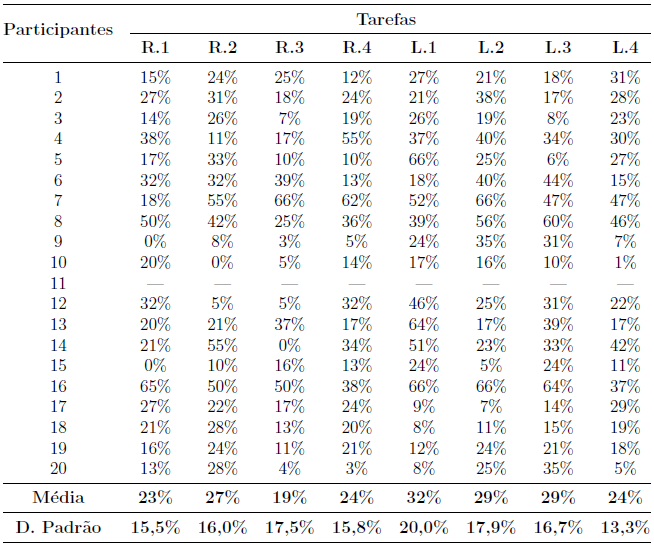 Participantes Tarefas
R.1 R.2 R.3 R.4 L.1 L.2 L.3 L.4
1 15% 24% 25% 12% 27% 21% 18% 31%
2 27% 31% 18% 24% 21% 38% 17% 28%
3 14% 26% 7% 19% 26% 19% 8% 23%
4 38% 11% 17% 55% 37% 40% 34% 30%
5 17% 33% 10% 10% 66% 25% 6% 27%
6 32% 32% 39% 13% 18% 40% 44% 15%
7 18% 55% 66% 62% 52% 66% 47% 47%
8 50% 42% 25% 36% 39% 56% 60% 46%
9 0% 8% 3% 5% 24% 35% 31% 7%
10 20% 0% 5% 14% 17% 16% 10% 1%
11 — — — — — — — —
12 32% 5% 5% 32% 46% 25% 31% 22%
13 20% 21% 37% 17% 64% 17% 39% 17%
14 21% 55% 0% 34% 51% 23% 33% 42%
15 0% 10% 16% 13% 24% 5% 24% 11%
16 65% 50% 50% 38% 66% 66% 64% 37%
17 27% 22% 17% 24% 9% 7% 14% 29%
18 21% 28% 13% 20% 8% 11% 15% 19%
19 16% 24% 11% 21% 12% 24% 21% 18%
20 13% 28% 4% 3% 8% 25% 35% 5%
Média 23% 27% 19% 24% 32% 29% 29% 24%
D. Padrão 15,5% 16,0% 17,5% 15,8% 20,0% 17,9% 16,7% 13,3%